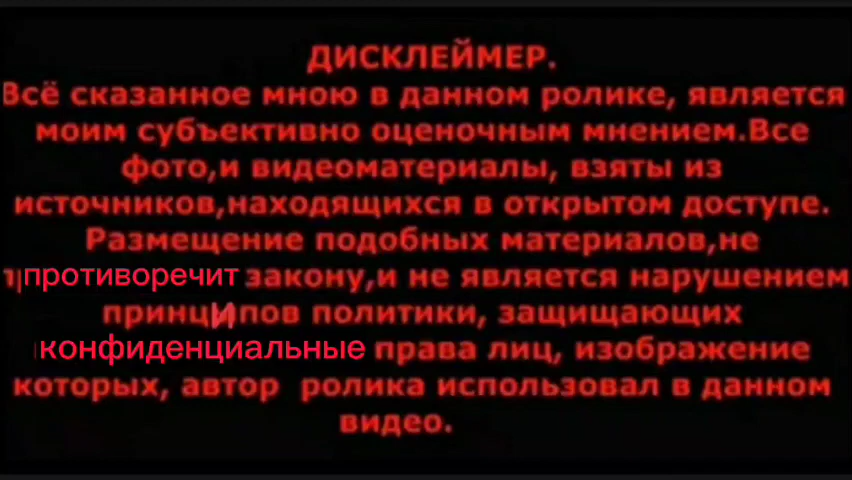 ДИСКЛЕЙМЕР.
Всё сказанное мною в данном ролике, является
моим субъективно оценочным мнением.Все
фото,и видеоматериалы, взяты из
источников,находящихся в открытом доступе.
Размещение подобных материалов,не
противоречит закону,и не является нарушением
принципов политики, защищающих
конфиденциальные права лиц, изображение
которых, автор ролика использовал в данном
видео.